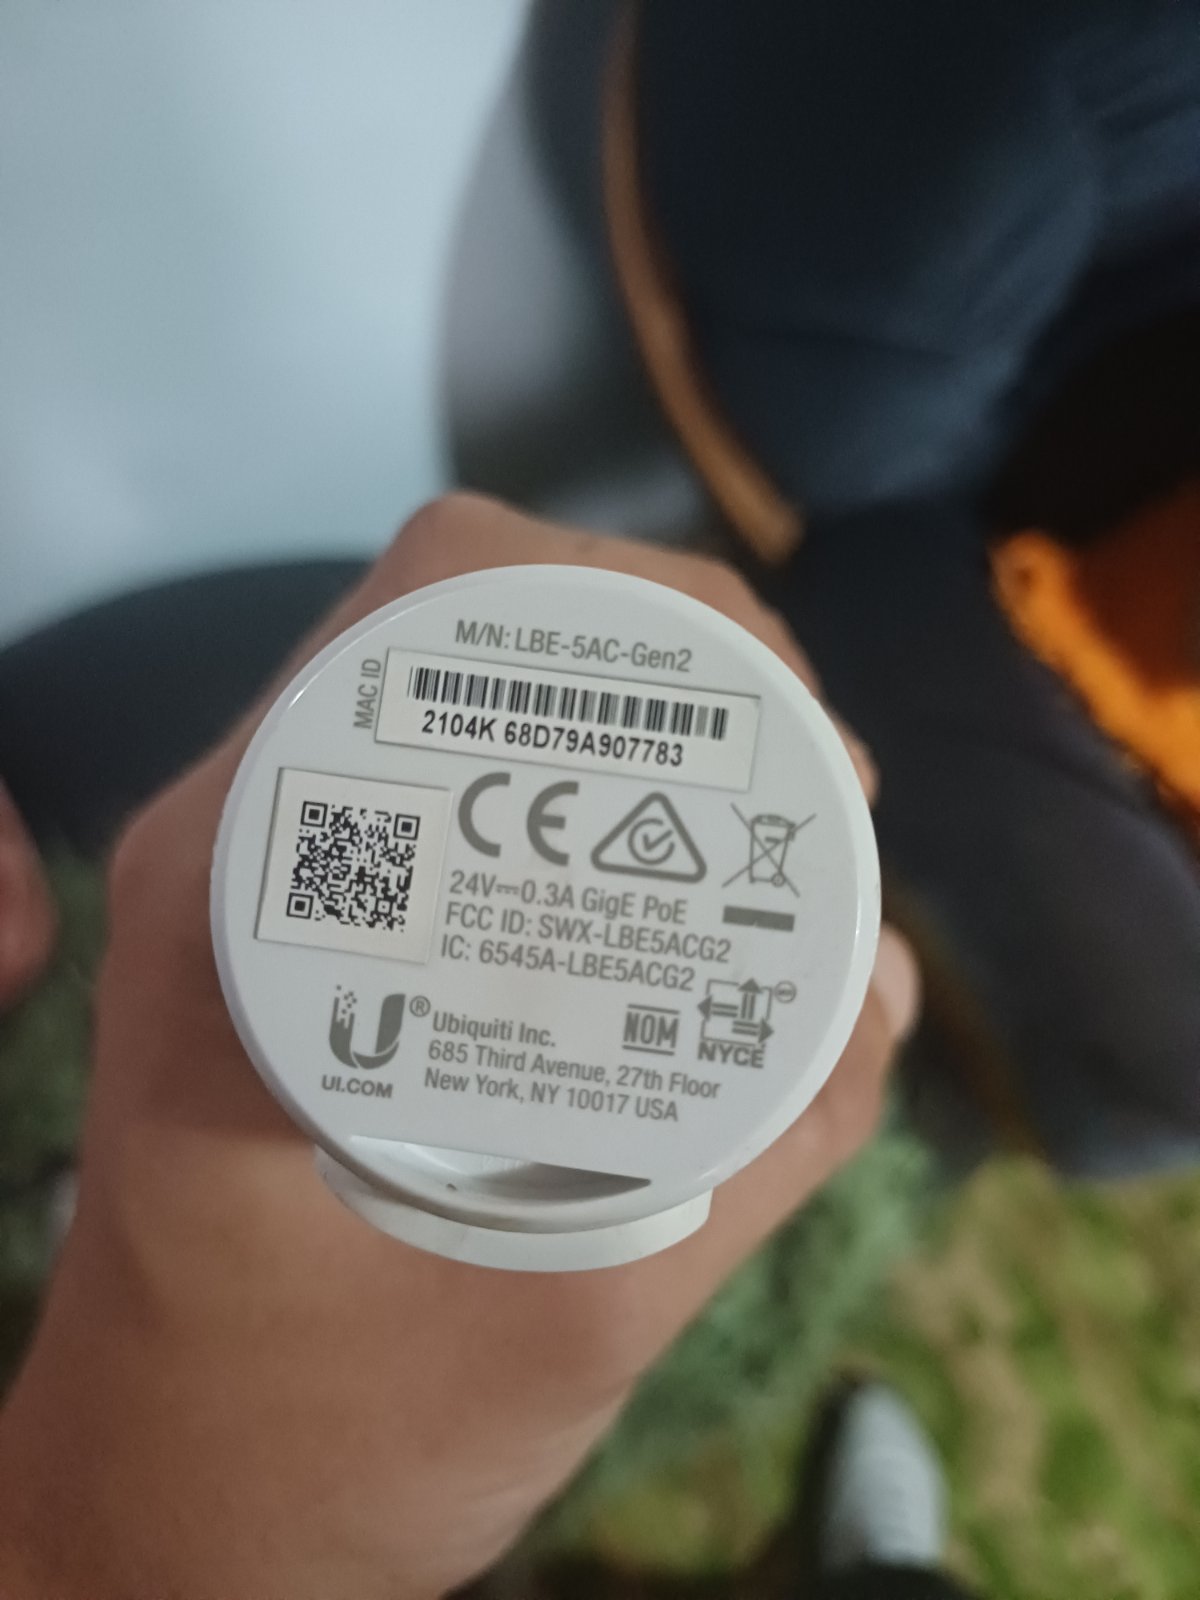 M/N: LBE-5AC-Gen2
MAC ID
2104K 68D79A907783
CE
24V⎓0.3A GigE PoE
FCC ID: SWX-LBE5ACG2
IC: 6545A-LBE5ACG2
U®
UI.COM
Ubiquiti Inc.
685 Third Avenue, 27th Floor
New York, NY 10017 USA
NOM
NYCE